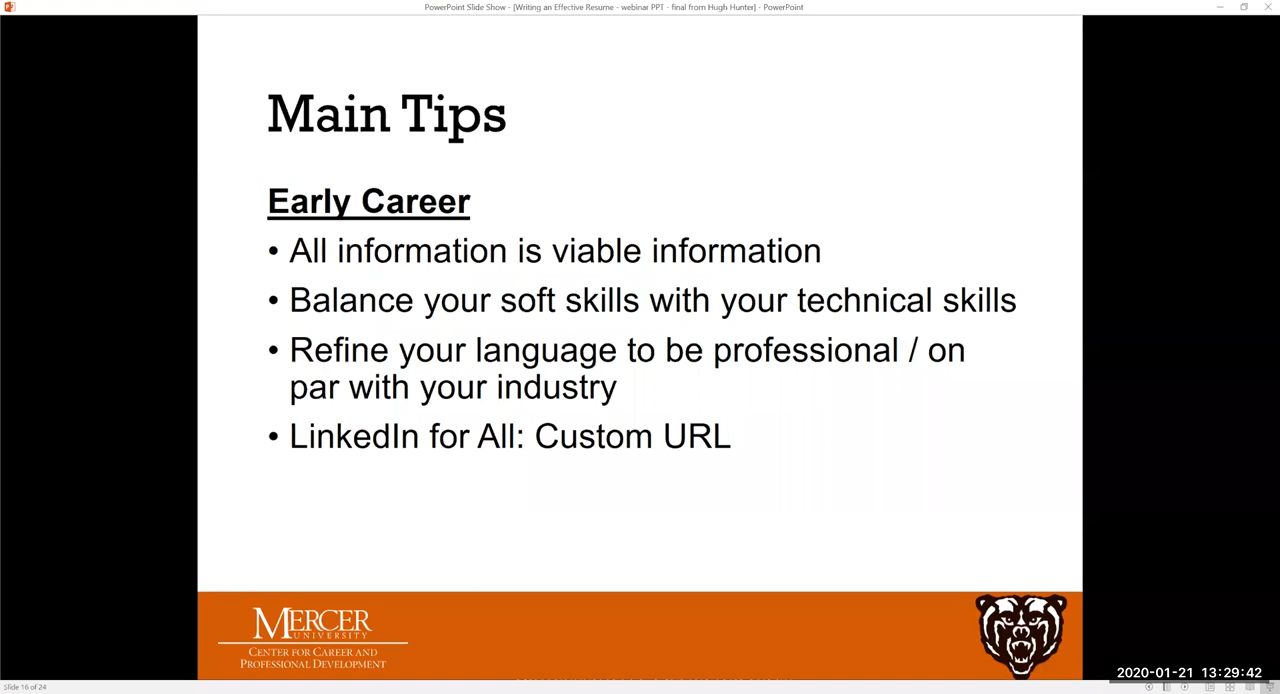 PowerPoint Slide Show - [Writing an Effective Resume - webinar PPT - final from Hugh Hunter] - PowerPoint
Main Tips
Early Career
• All information is viable information
• Balance your soft skills with your technical skills
• Refine your language to be professional / on
par with your industry
• LinkedIn for All: Custom URL
MERCER
UNIVERSITY
CENTER FOR CAREER AND
PROFESSIONAL DEVELOPMENT
2020-01-21 13:29:42
Slide 16 of 24